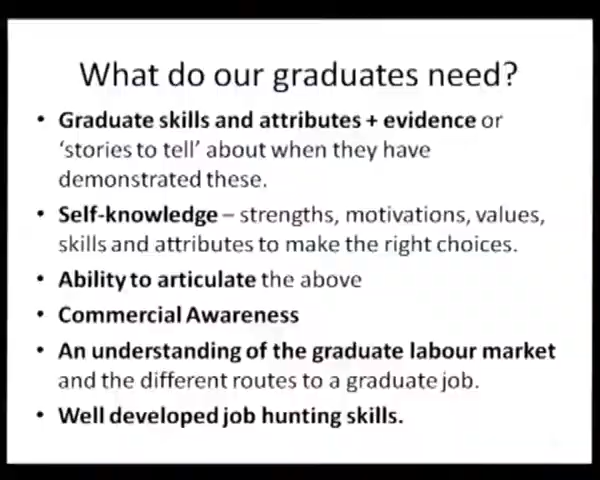 What do our graduates need?
• Graduate skills and attributes + evidence or
'stories to tell' about when they have
demonstrated these.
• Self-knowledge – strengths, motivations, values,
skills and attributes to make the right choices.
• Ability to articulate the above
• Commercial Awareness
• An understanding of the graduate labour market
and the different routes to a graduate job.
• Well developed job hunting skills.